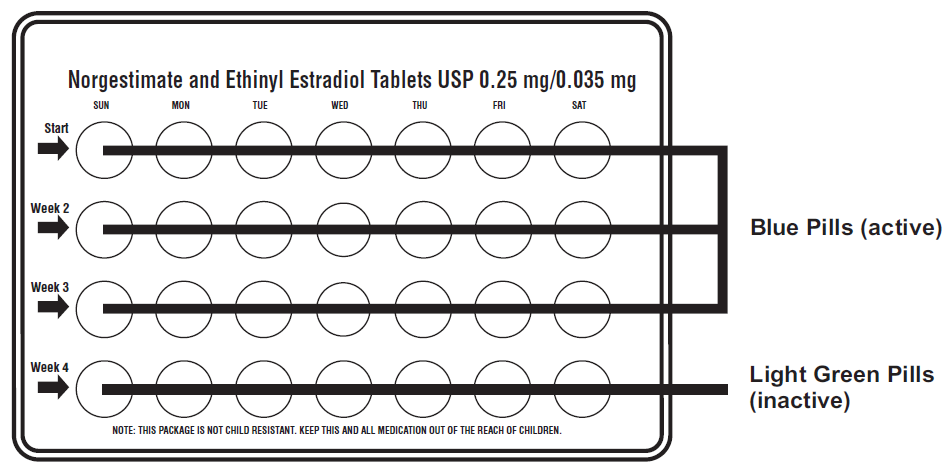 Norgestimate and Ethinyl Estradiol Tablets USP 0.25 mg/0.035 mg
SUN MON TUE WED THU FRI SAT
Start
Week 2
Blue Pills (active)
Week 3
Week 4
Light Green Pills
(inactive)
NOTE: THIS PACKAGE IS NOT CHILD RESISTANT. KEEP THIS AND ALL MEDICATION OUT OF THE REACH OF CHILDREN.